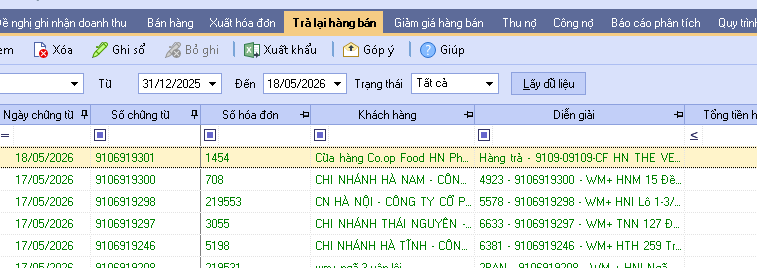 Đề nghị ghi nhận doanh thu Bán hàng Xuất hóa đơn Trả lại hàng bán Giảm giá hàng bán Thu nợ Công nợ Báo cáo phân tích Quy trình
em Xóa Ghi sổ Bỏ ghi Xuất khẩu Góp ý Giúp
Từ 31/12/2025 Đến 18/05/2026 Trạng thái Tất cả Lấy dữ liệu
Ngày chứng từ Số chứng từ Số hóa đơn Khách hàng Diễn giải Tổng tiền h
= ≤
18/05/2026 9106919301 1454 Cửa hàng Co.op Food HN Ph... Hàng trả - 9109-09109-CF HN THE VE...
17/05/2026 9106919300 708 CHI NHÁNH HÀ NAM - CÔN... 4923 - 9106919300 - WM+ HNM 15 Đề...
17/05/2026 9106919298 219553 CN HÀ NỘI - CÔNG TY CỔ P... 5578 - 9106919298 - WM+ HNI Lô 1-3/...
17/05/2026 9106919297 3055 CHI NHÁNH THÁI NGUYÊN -... 6633 - 9106919297 - WM+ TNN 127 Đ...
17/05/2026 9106919246 5198 CHI NHÁNH HÀ TĨNH - CÔN... 6381 - 9106919246 - WM+ HTH 259 Tr...
17/05/2026 9106919208 219531